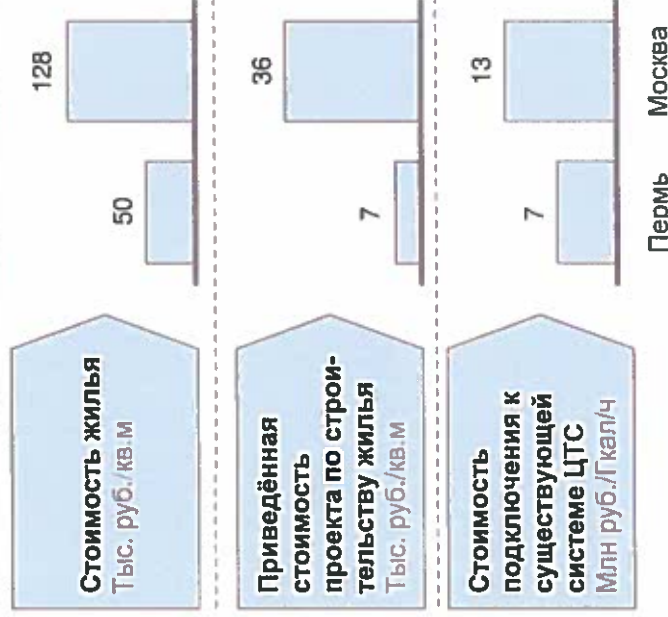 Стоимость жилья
Тыс. руб./кв.м
50
128
Приведённая
стоимость
проекта по строи-
тельству жилья
Тыс. руб./кв.м
7
36
Стоимость
подключения к
существующей
системе ЦТС
Млн руб./Гкал/ч
7
13
Пермь
Москва